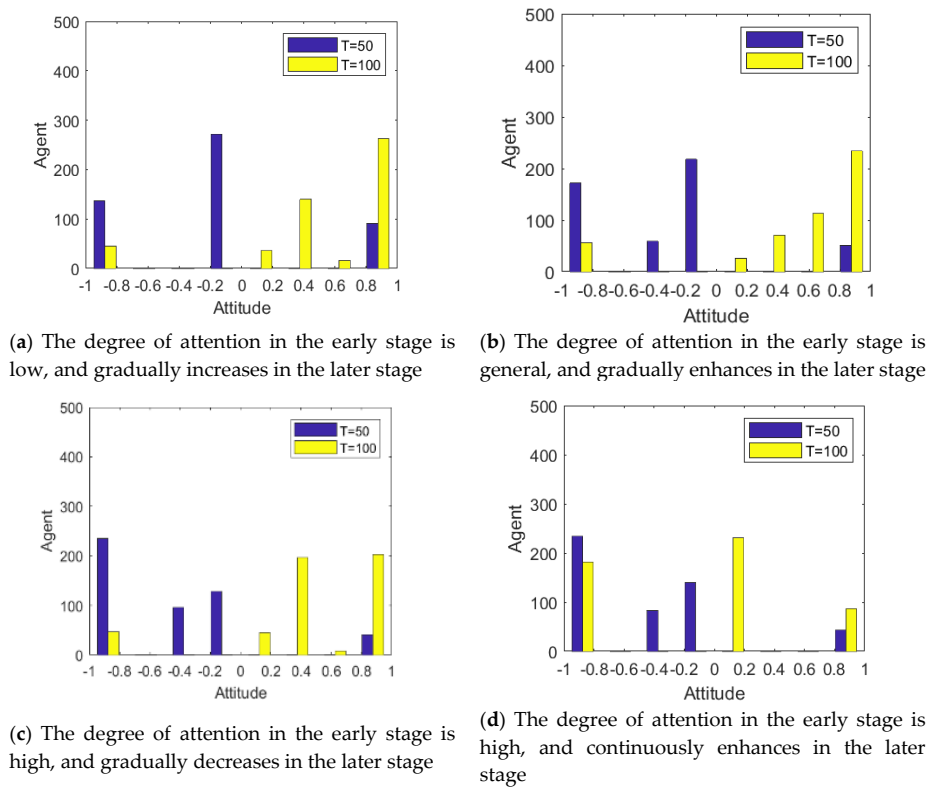 500
400
300
200
100
0
Agent
T=50
T=100
-1 -0.8 -0.6 -0.4 -0.2 0 0.2 0.4 0.6 0.8 1
Attitude
(a) The degree of attention in the early stage is
low, and gradually increases in the later stage
500
400
300
200
100
0
Agent
T=50
T=100
-1 -0.8 -0.6 -0.4 -0.2 0 0.2 0.4 0.6 0.8 1
Attitude
(b) The degree of attention in the early stage is
general, and gradually enhances in the later stage
500
400
300
200
100
0
Agent
T=50
T=100
-1 -0.8 -0.6 -0.4 -0.2 0 0.2 0.4 0.6 0.8 1
Attitude
(c) The degree of attention in the early stage is
high, and gradually decreases in the later stage
500
400
300
200
100
0
Agent
T=50
T=100
-1 -0.8 -0.6 -0.4 -0.2 0 0.2 0.4 0.6 0.8 1
Attitude
(d) The degree of attention in the early stage is
high, and continuously enhances in the later
stage